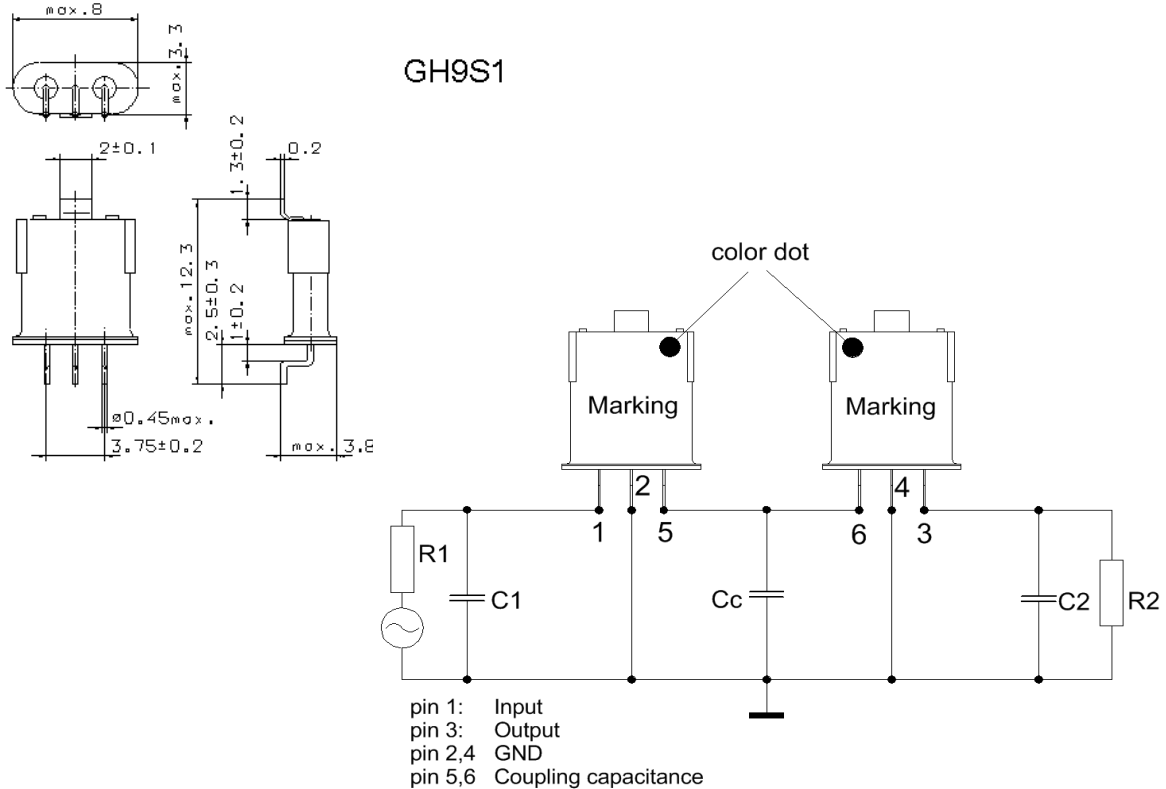 max.8
max.3.3
GH9S1
2±0.1
1.3±0.2
0.2
max.12.3
2.5±0.3
1±0.2
ø0.45max.
3.75±0.2
max.3.8
color dot
Marking
Marking
2
4
1
5
6
3
R1
C1
Cc
C2
R2
pin 1: Input
pin 3: Output
pin 2,4 GND
pin 5,6 Coupling capacitance